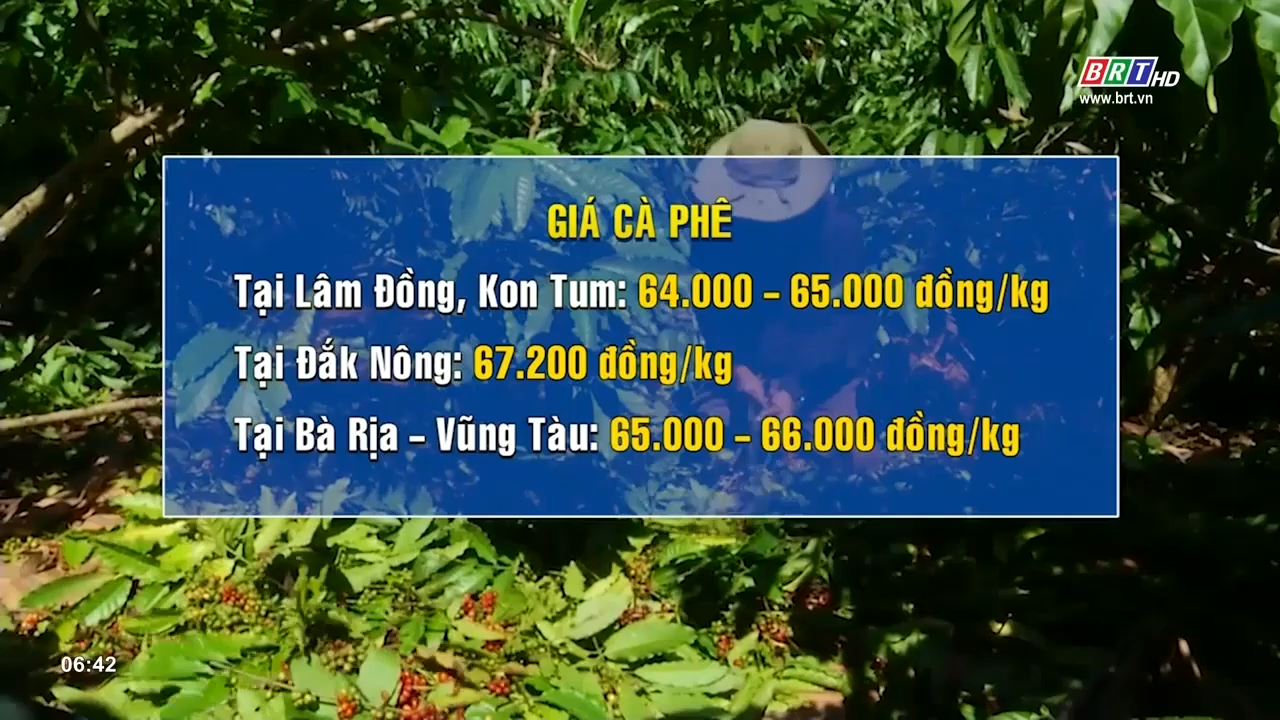 BRT HD
www.brt.vn
GIÁ CÀ PHÊ
Tại Lâm Đồng, Kon Tum: 64.000 – 65.000 đồng/kg
Tại Đắk Nông: 67.200 đồng/kg
Tại Bà Rịa – Vũng Tàu: 65.000 – 66.000 đồng/kg
06:42